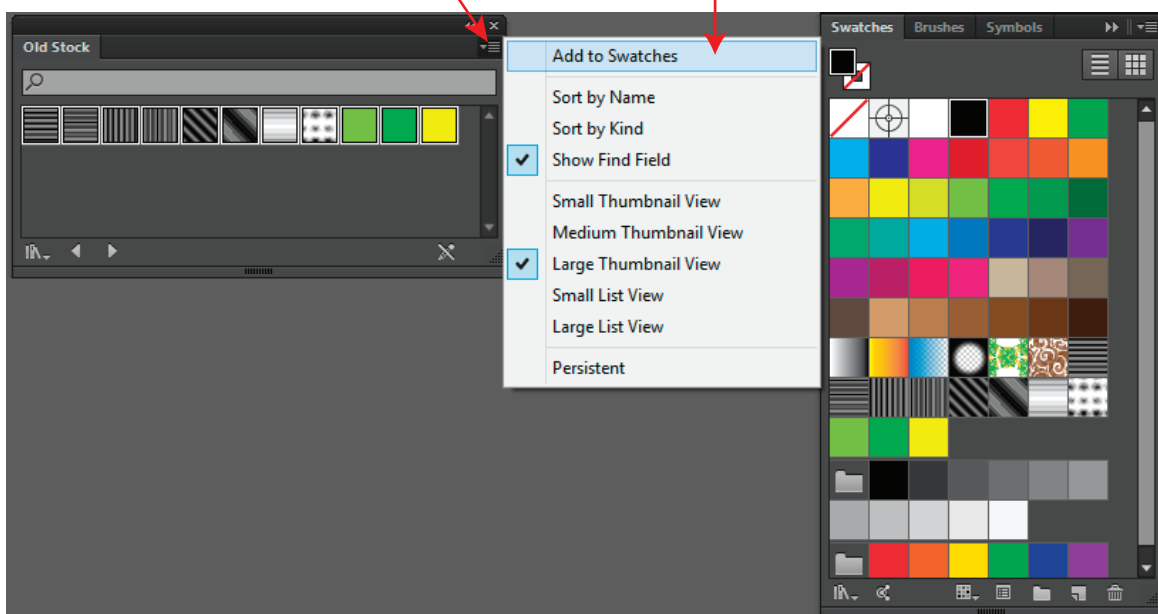 Old Stock
Add to Swatches
Sort by Name
Sort by Kind
Show Find Field
Small Thumbnail View
Medium Thumbnail View
Large Thumbnail View
Small List View
Large List View
Persistent
Swatches Brushes Symbols